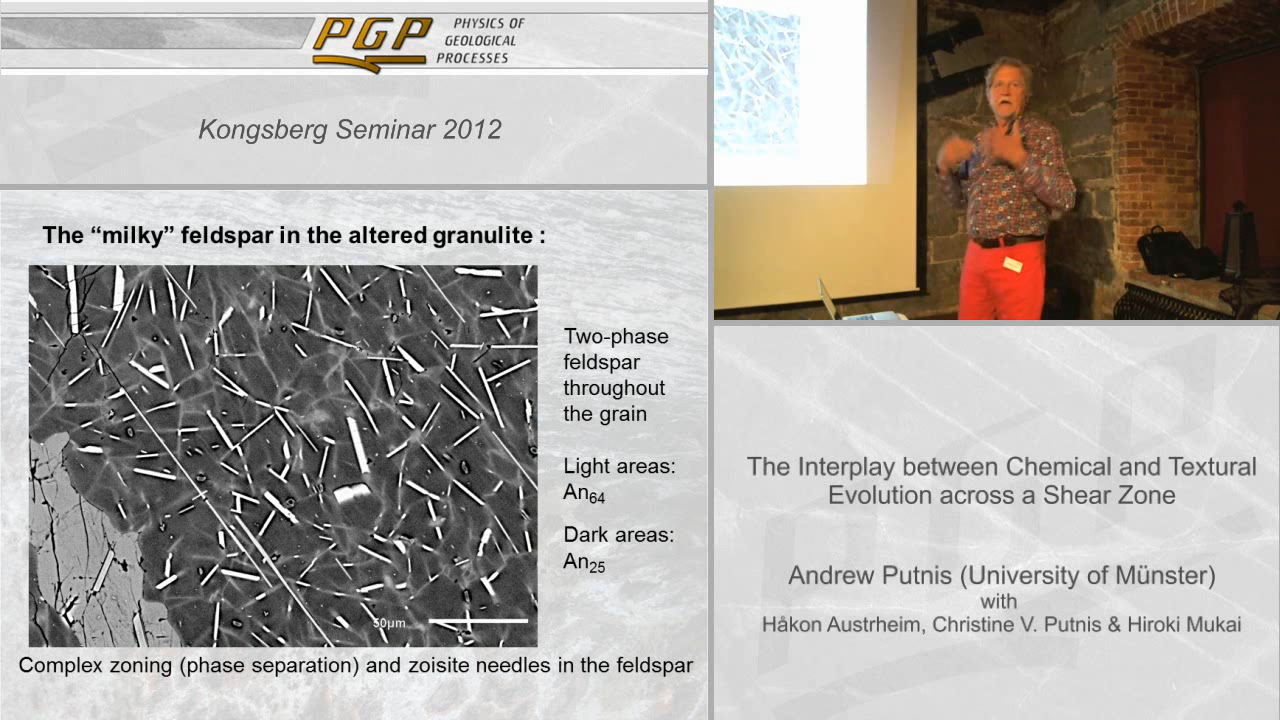 PGP
PHYSICS OF
GEOLOGICAL
PROCESSES
Kongsberg Seminar 2012
The “milky” feldspar in the altered granulite :
Two-phase
feldspar
throughout
the grain
Light areas:
An64
Dark areas:
An25
50µm
Complex zoning (phase separation) and zoisite needles in the feldspar
The Interplay between Chemical and Textural
Evolution across a Shear Zone
Andrew Putnis (University of Münster)
with
Håkon Austrheim, Christine V. Putnis & Hiroki Mukai